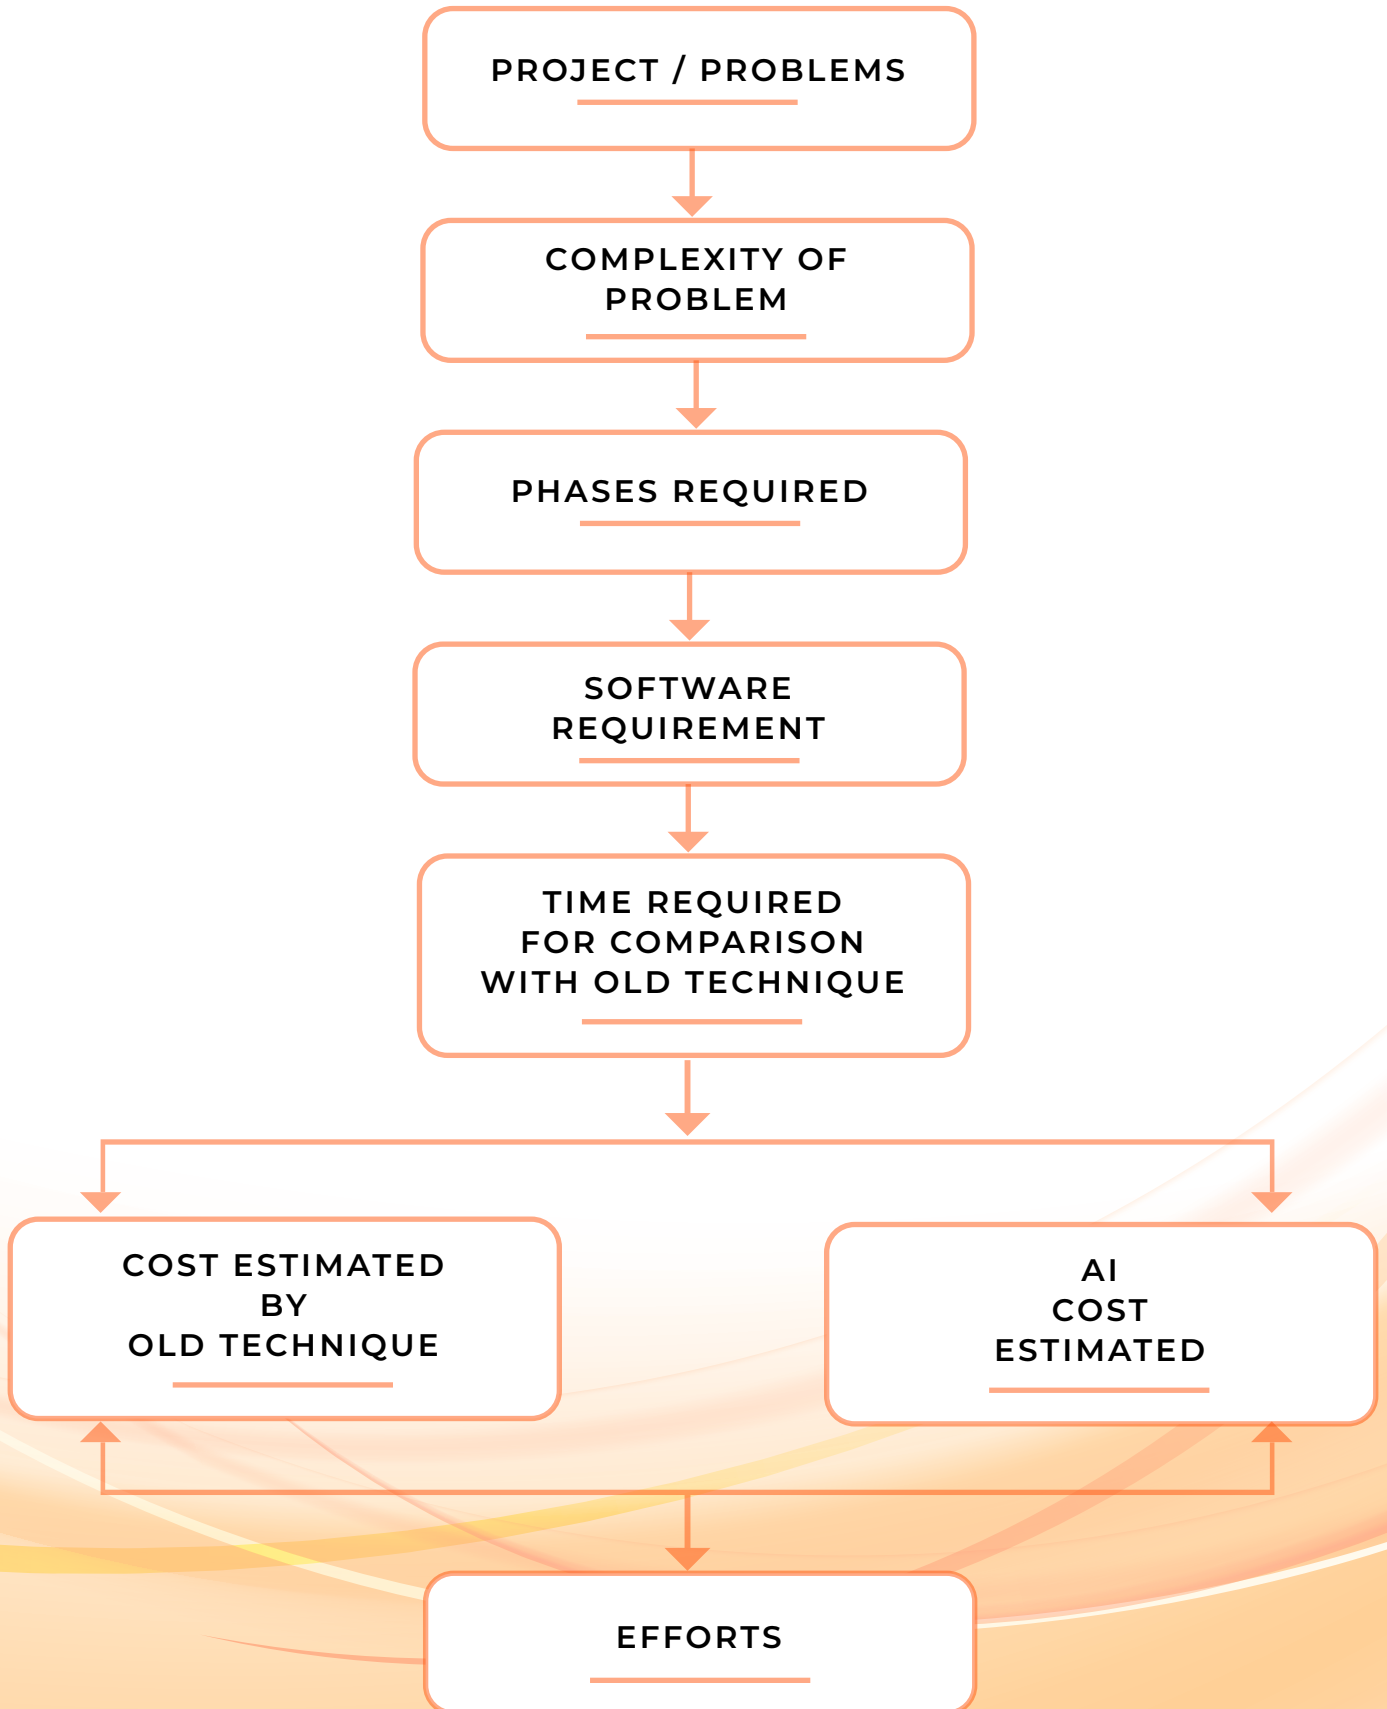 PROJECT / PROBLEMS
COMPLEXITY OF
PROBLEM
PHASES REQUIRED
SOFTWARE
REQUIREMENT
TIME REQUIRED
FOR COMPARISON
WITH OLD TECHNIQUE
COST ESTIMATED
BY
OLD TECHNIQUE
AI
COST
ESTIMATED
EFFORTS